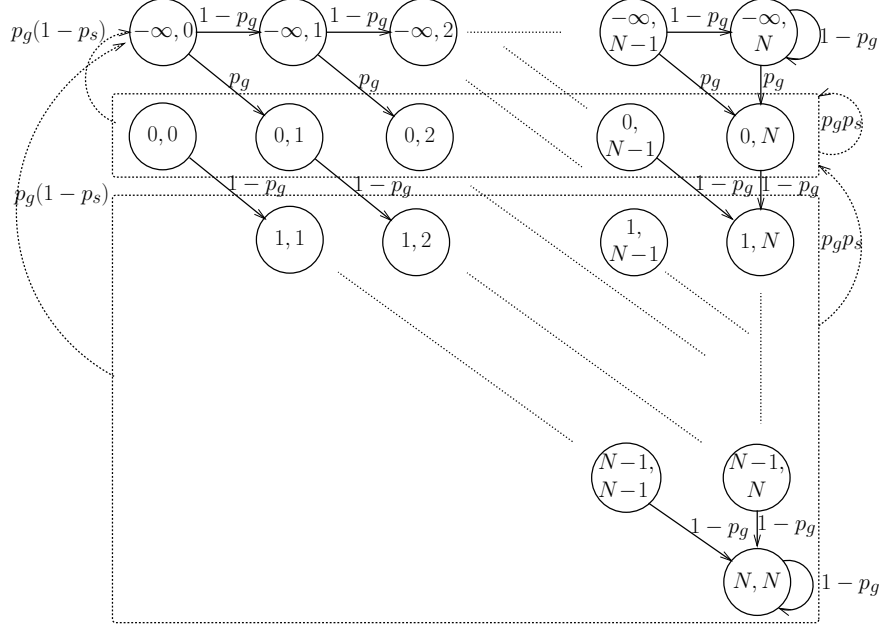 p_g(1-p_s)
-∞, 0
1-p_g
-∞, 1
1-p_g
-∞, 2
-∞,
N-1
1-p_g
-∞,
N
1-p_g
p_g
p_g
p_g
p_g
0, 0
0, 1
0, 2
0,
N-1
0, N
p_g p_s
p_g(1-p_s)
1-p_g
1-p_g
1-p_g
1-p_g
1, 1
1, 2
1,
N-1
1, N
p_g p_s
N-1,
N-1
N-1,
N
1-p_g
1-p_g
N, N
1-p_g